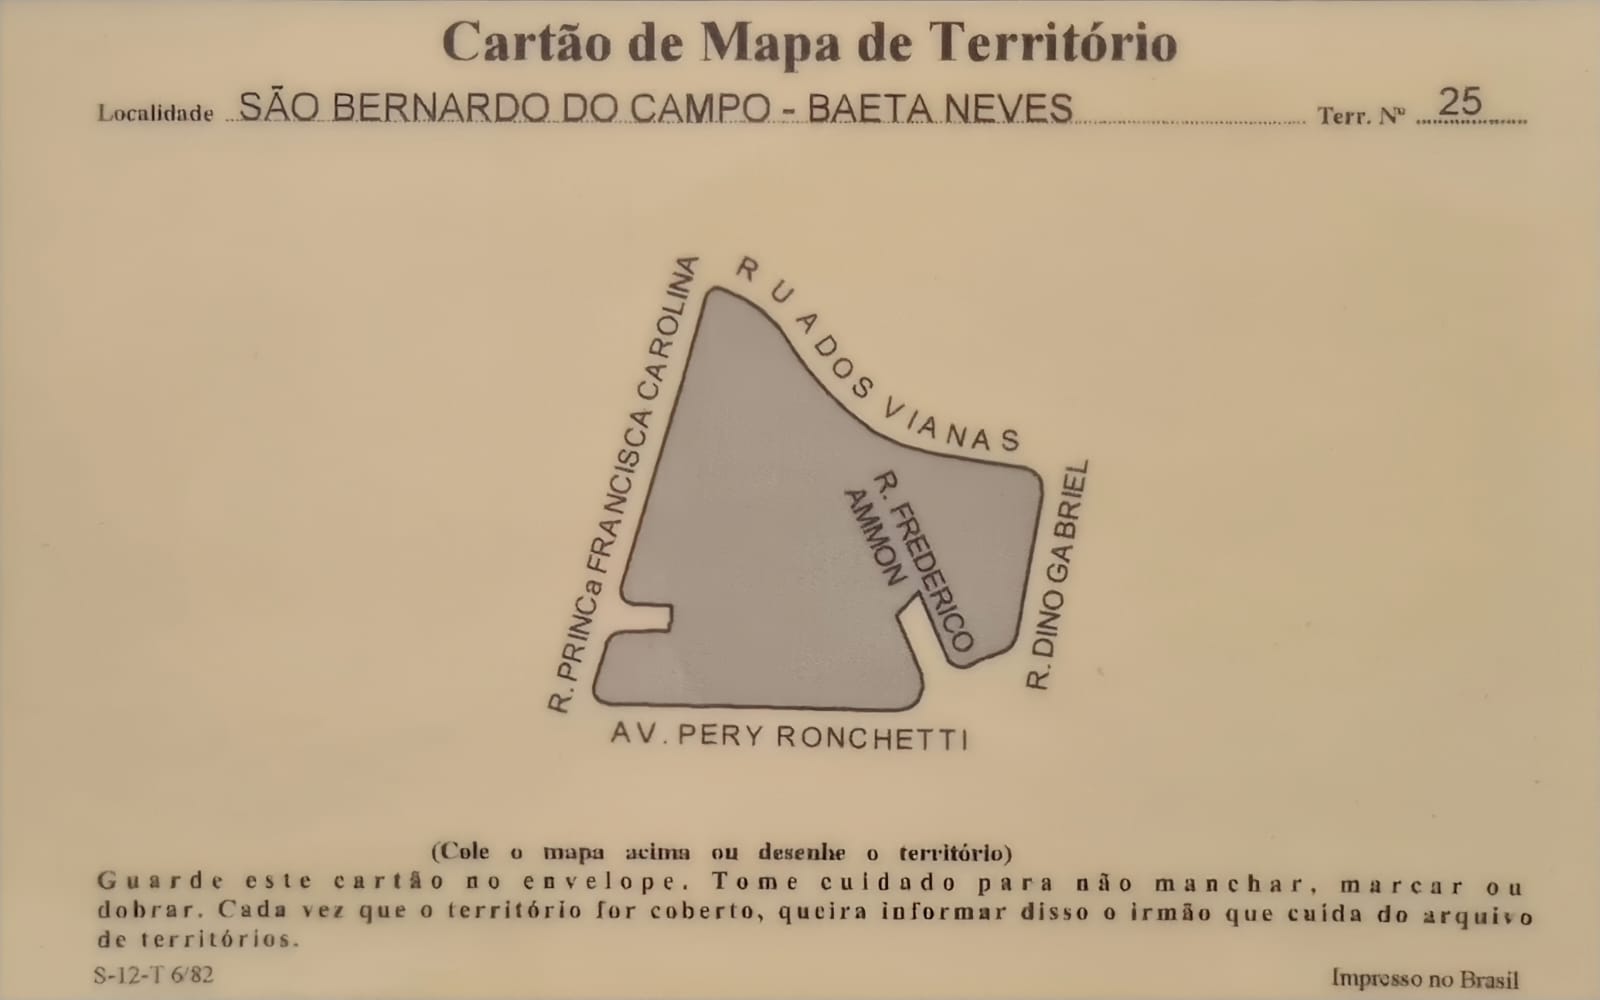 Cartão de Mapa de Território
Localidade SÃO BERNARDO DO CAMPO - BAETA NEVES Terr. Nº 25
R. PRINCa FRANCISCA CAROLINA
RUA DOS VIANAS
R. FREDERICO
AMMON
R. DINO GABRIEL
AV. PERY RONCHETTI
(Cole o mapa acima ou desenhe o território)
Guarde este cartão no envelope. Tome cuidado para não manchar, marcar ou
dobrar. Cada vez que o território for coberto, queira informar disso o irmão que cuida do arquivo
de territórios.
S-12-T 6/82
Impresso no Brasil